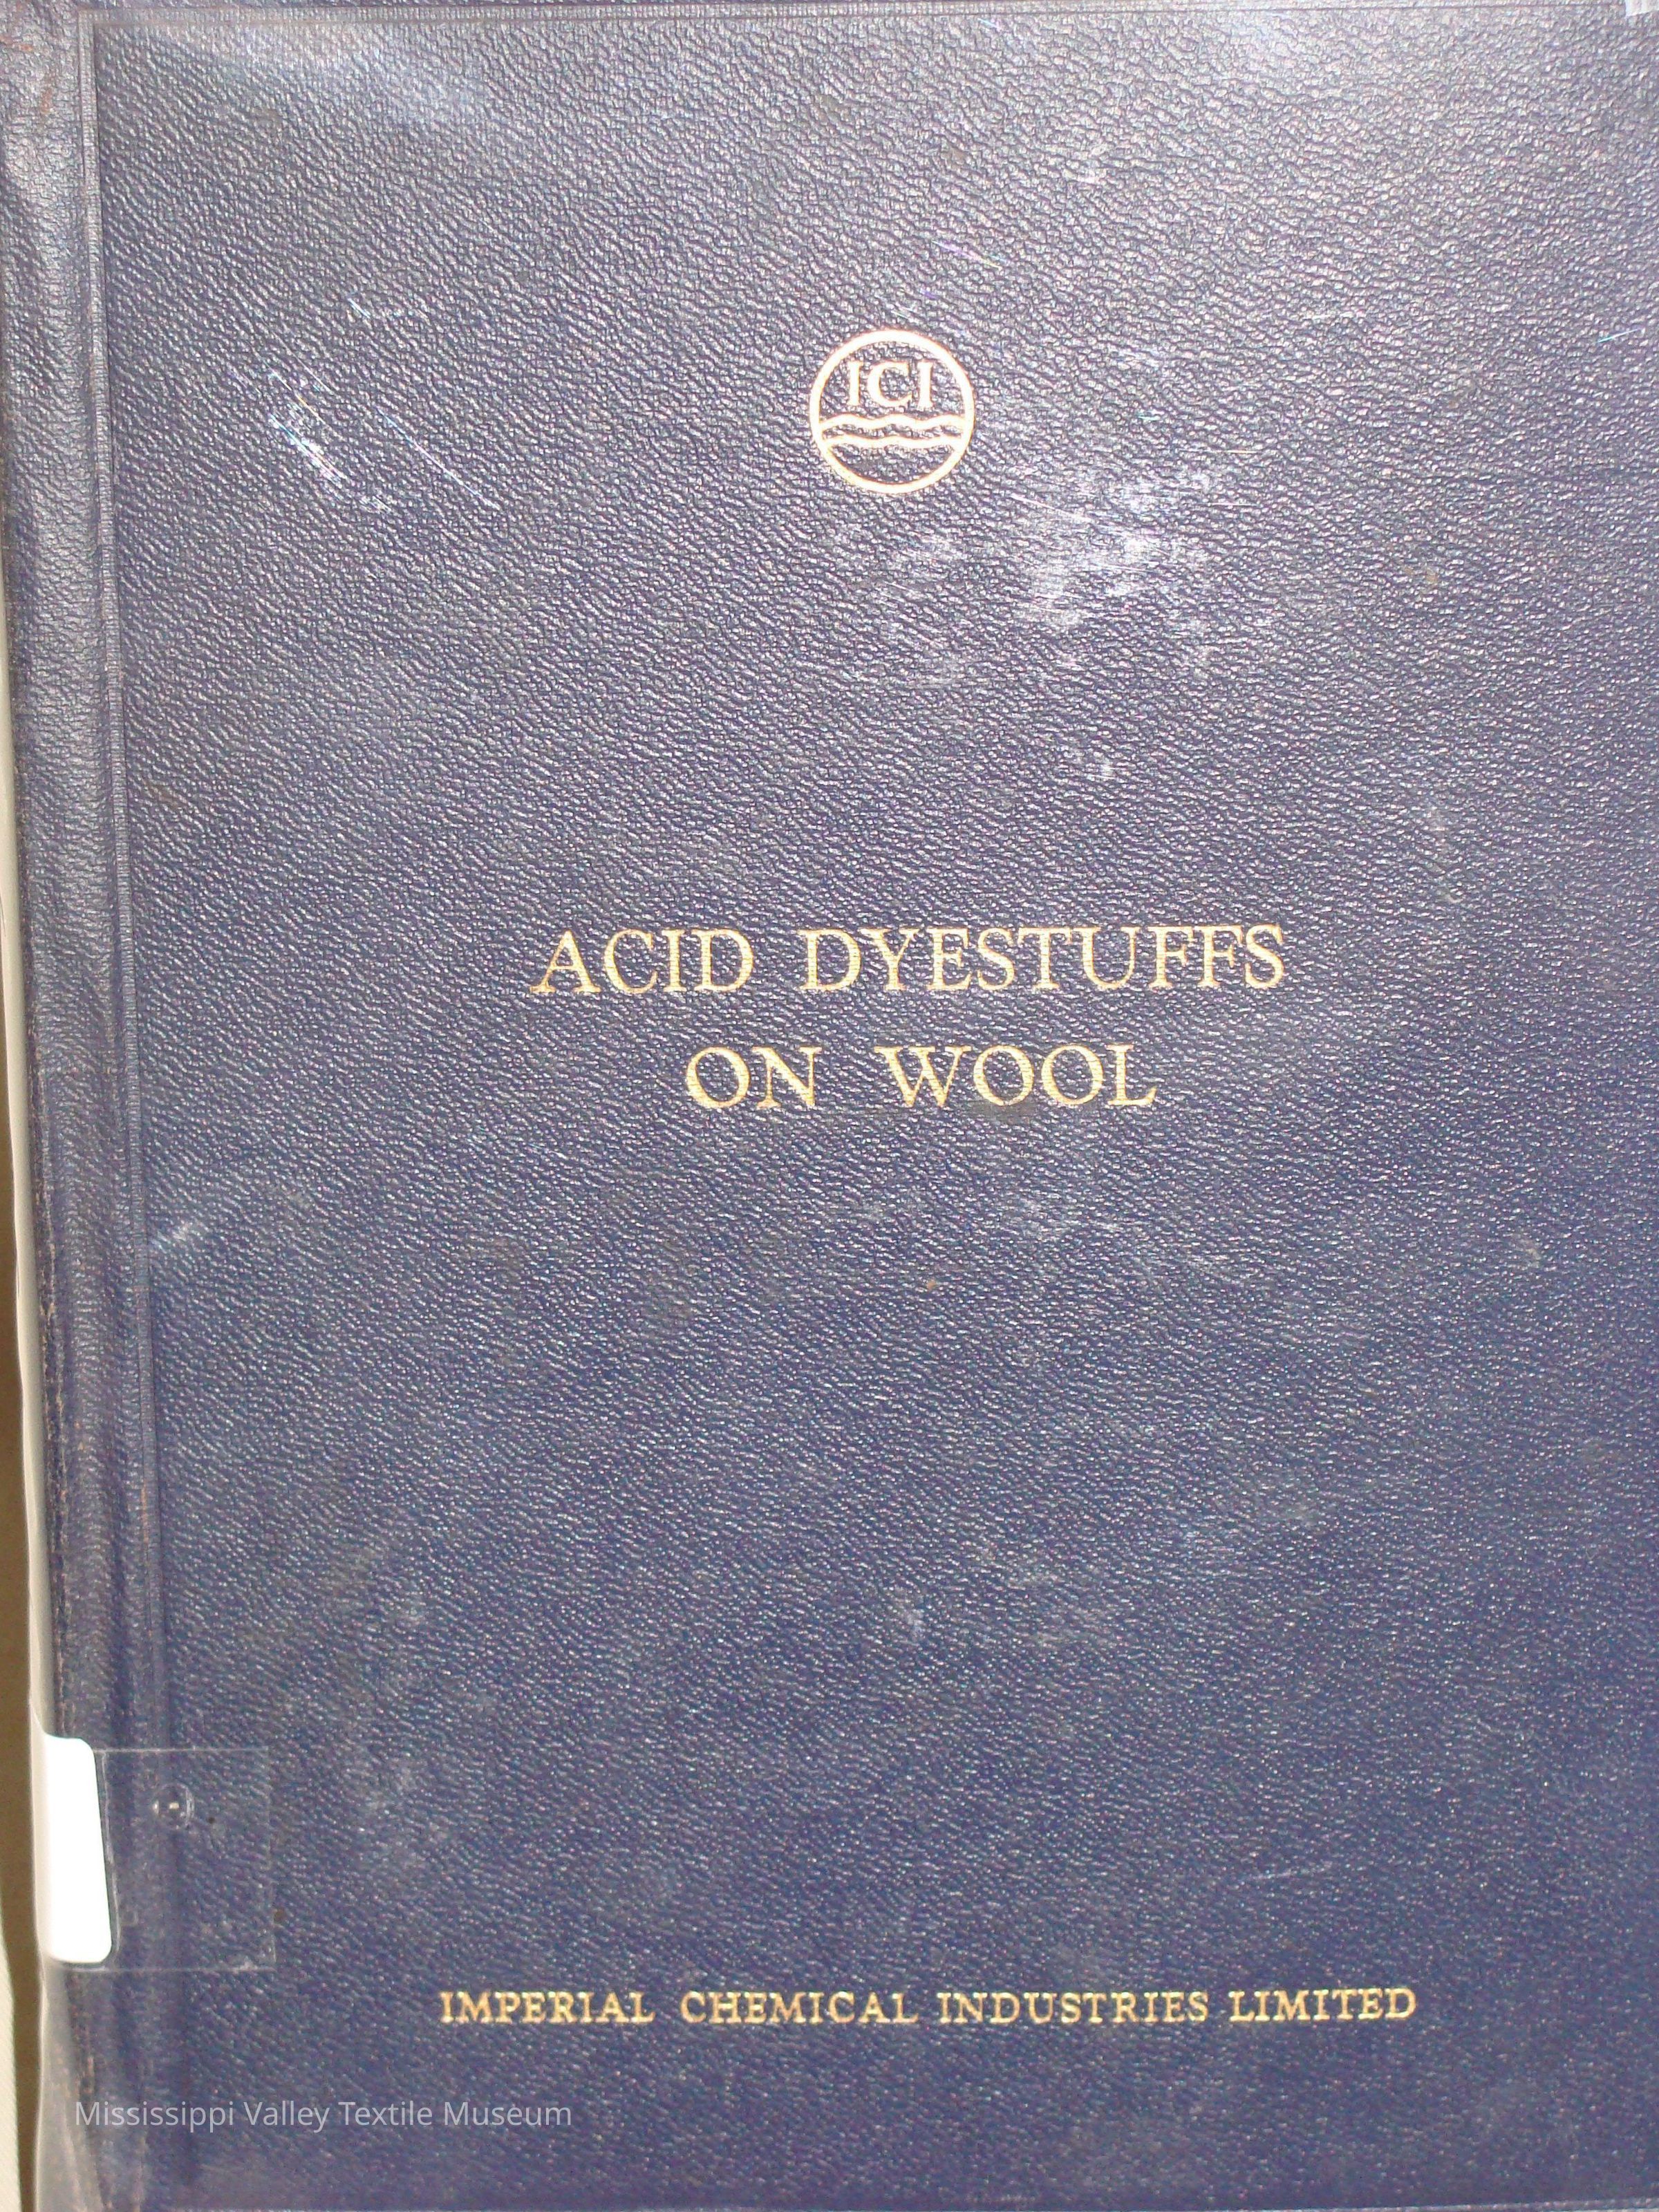 ICI
ACID DYESTUFFS
ON WOOL
IMPERIAL CHEMICAL INDUSTRIES LIMITED
Mississippi Valley Textile Museum